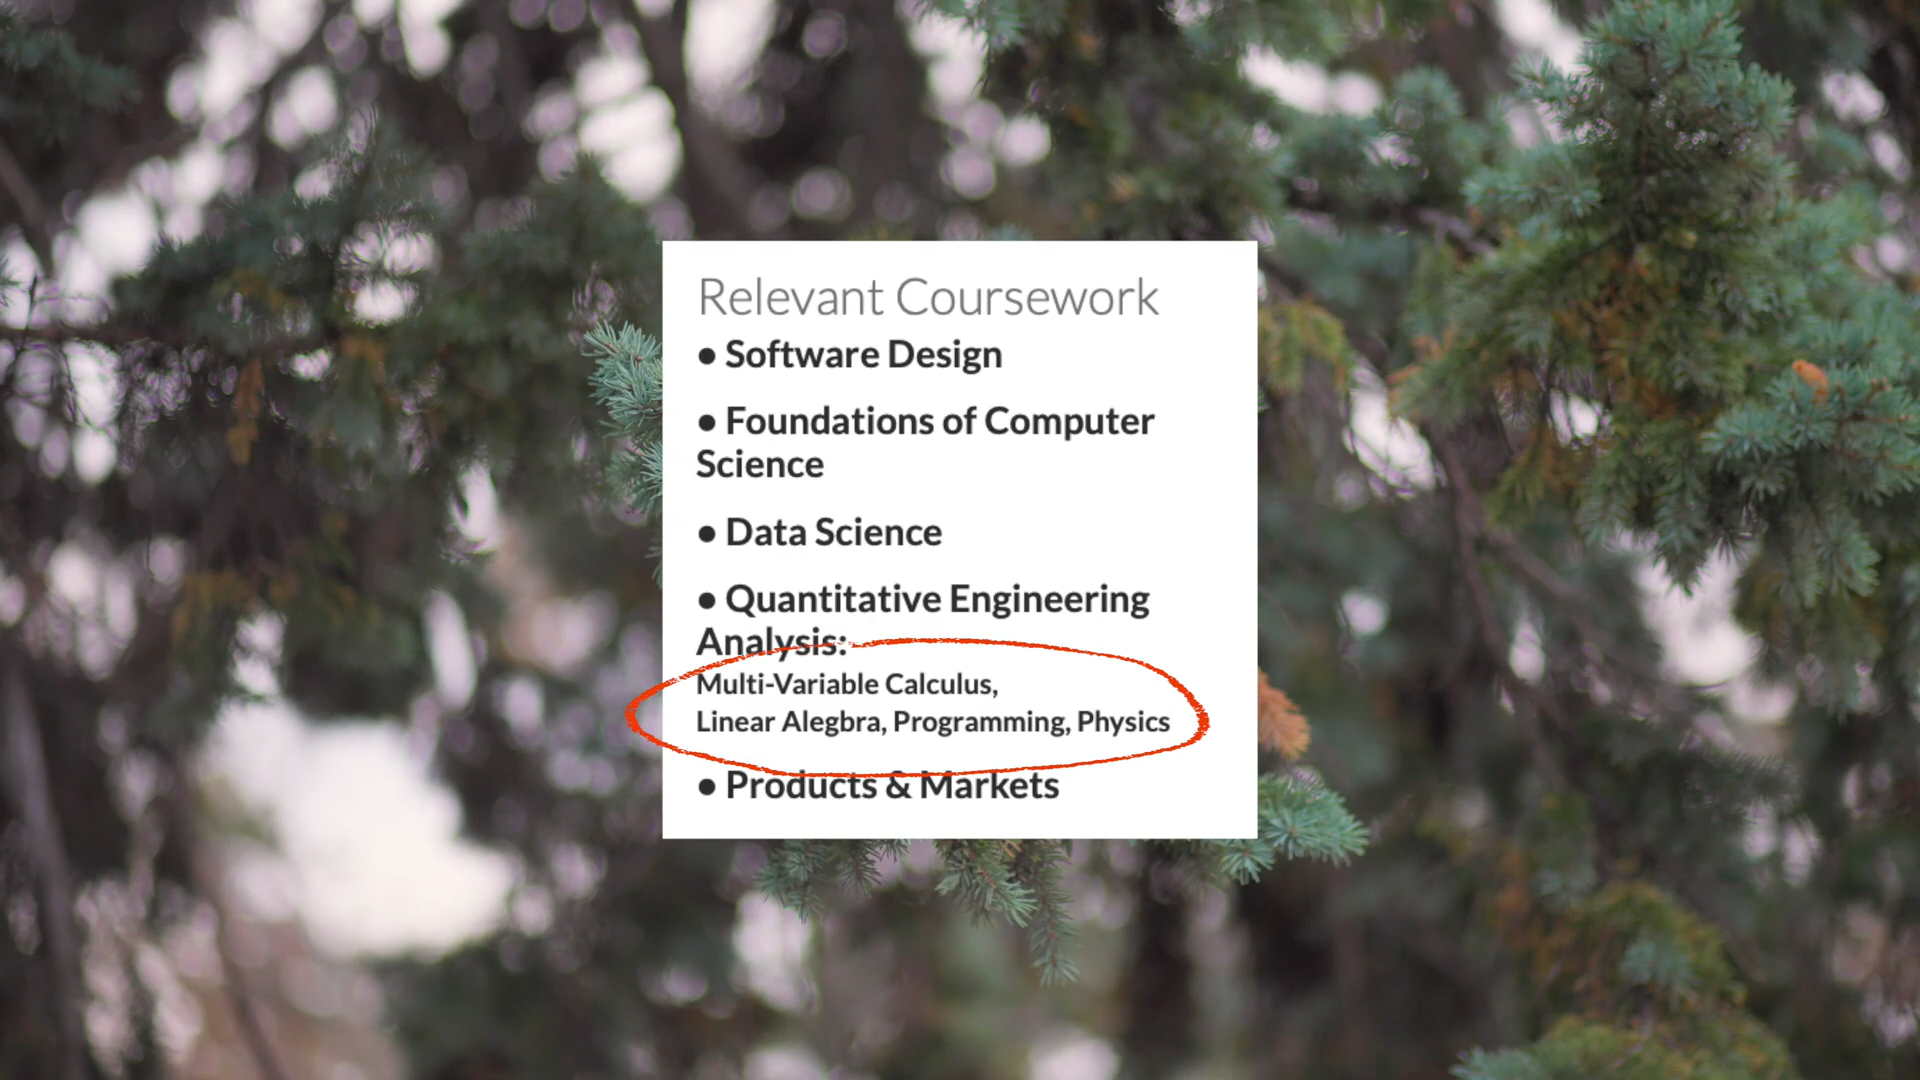 Relevant Coursework
● Software Design
● Foundations of Computer
Science
● Data Science
● Quantitative Engineering
Analysis:
Multi-Variable Calculus,
Linear Alegbra, Programming, Physics
● Products & Markets